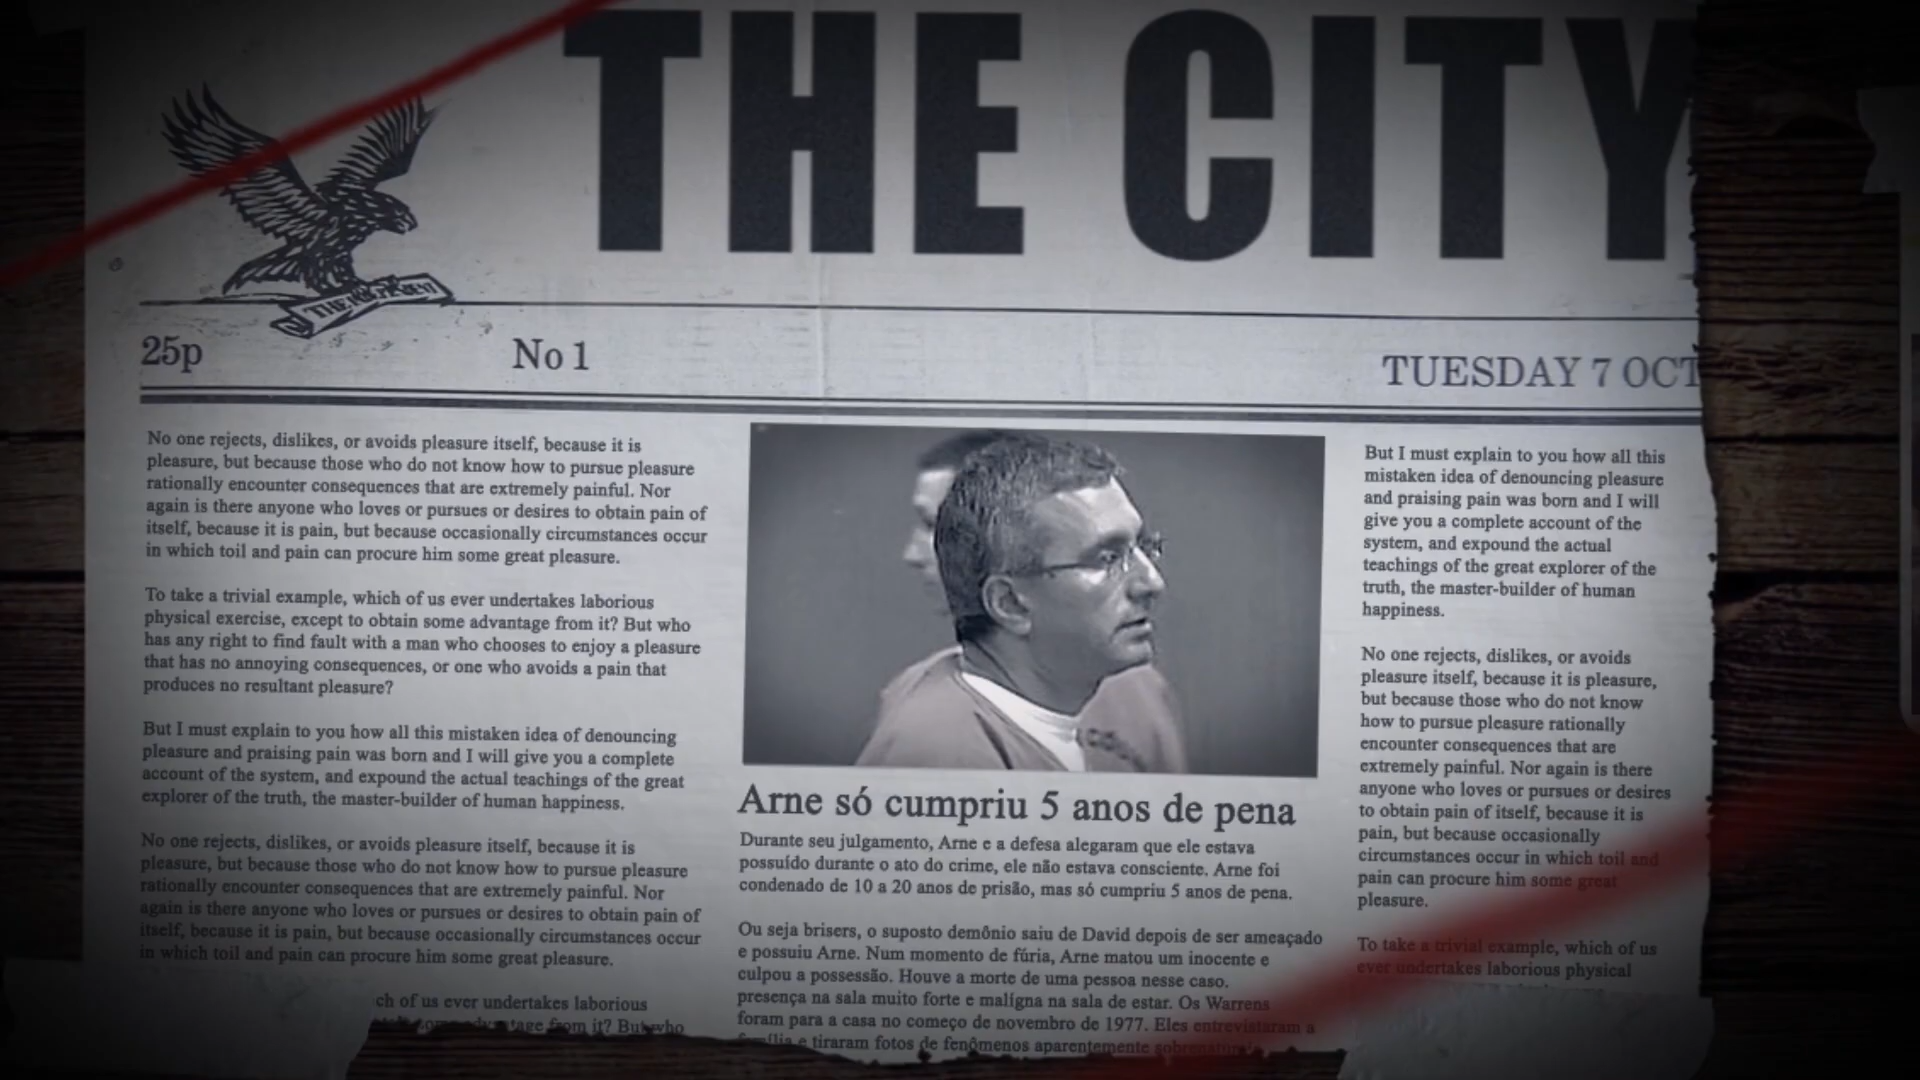 THE CITY
25p
No 1
TUESDAY 7 OCT
No one rejects, dislikes, or avoids pleasure itself, because it is
pleasure, but because those who do not know how to pursue pleasure
rationally encounter consequences that are extremely painful. Nor
again is there anyone who loves or pursues or desires to obtain pain of
itself, because it is pain, but because occasionally circumstances occur
in which toil and pain can procure him some great pleasure.
To take a trivial example, which of us ever undertakes laborious
physical exercise, except to obtain some advantage from it? But who
has any right to find fault with a man who chooses to enjoy a pleasure
that has no annoying consequences, or one who avoids a pain that
produces no resultant pleasure?
But I must explain to you how all this mistaken idea of denouncing
pleasure and praising pain was born and I will give you a complete
account of the system, and expound the actual teachings of the great
explorer of the truth, the master-builder of human happiness.
No one rejects, dislikes, or avoids pleasure itself, because it is
pleasure, but because those who do not know how to pursue pleasure
rationally encounter consequences that are extremely painful. Nor
again is there anyone who loves or pursues or desires to obtain pain of
itself, because it is pain, but because occasionally circumstances occur
in which toil and pain can procure him some great pleasure.
ch of us ever undertakes laborious
from it? But who
Arne só cumpriu 5 anos de pena
Durante seu julgamento, Arne e a defesa alegaram que ele estava
possuído durante o ato do crime, ele não estava consciente. Arne foi
condenado de 10 a 20 anos de prisão, mas só cumpriu 5 anos de pena.
Ou seja brisers, o suposto demônio saiu de David depois de ser ameaçado
e possuiu Arne. Num momento de fúria, Arne matou um inocente e
culpou a possessão. Houve a morte de uma pessoa nesse caso.
presença na sala muito forte e malígna na sala de estar. Os Warrens
foram para a casa no começo de novembro de 1977. Eles entrevistaram a
e tiraram fotos de fenômenos aparentemente
But I must explain to you how all this
mistaken idea of denouncing pleasure
and praising pain was born and I will
give you a complete account of the
system, and expound the actual
teachings of the great explorer of the
truth, the master-builder of human
happiness.
No one rejects, dislikes, or avoids
pleasure itself, because it is pleasure,
but because those who do not know
how to pursue pleasure rationally
encounter consequences that are
extremely painful. Nor again is there
anyone who loves or pursues or desires
to obtain pain of itself, because it is
pain, but because occasionally
circumstances occur in which toil and
pain can procure him some great
pleasure.
To take a trivial example, which of us
ever undertakes laborious physical